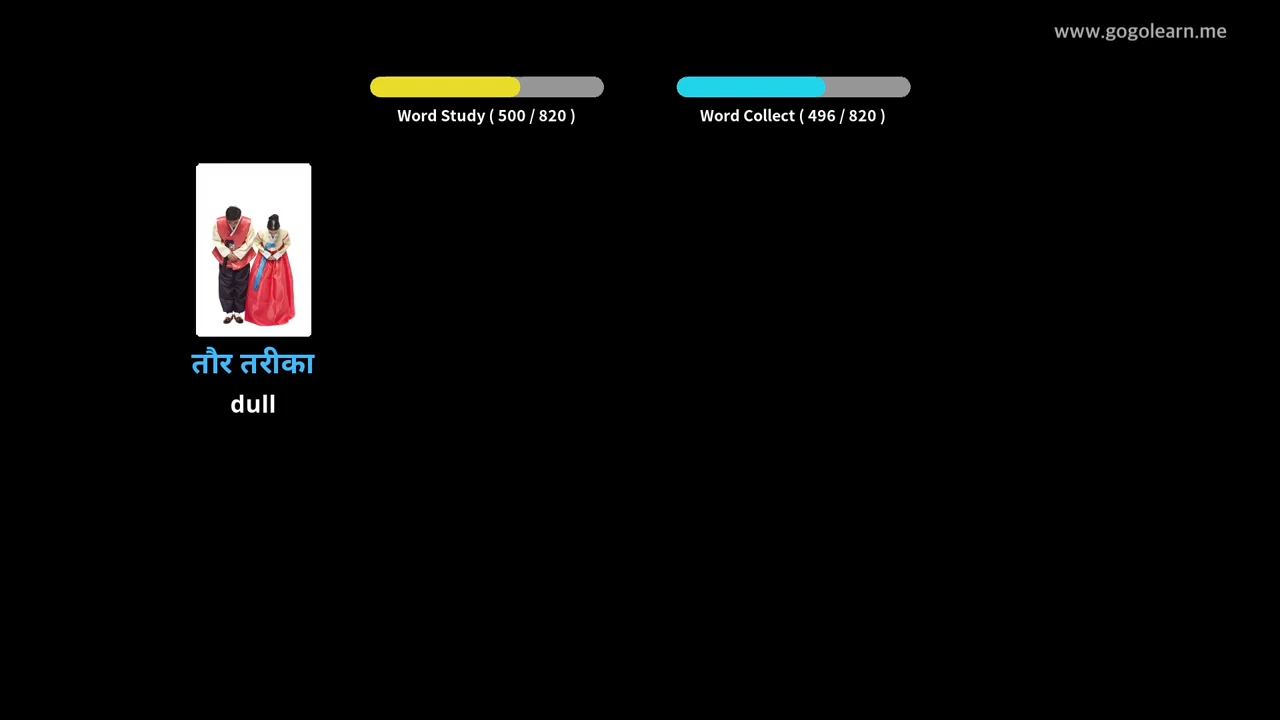 www.gogolearn.me
Word Study ( 500 / 820 )
Word Collect ( 496 / 820 )
तौर तरीका
dull